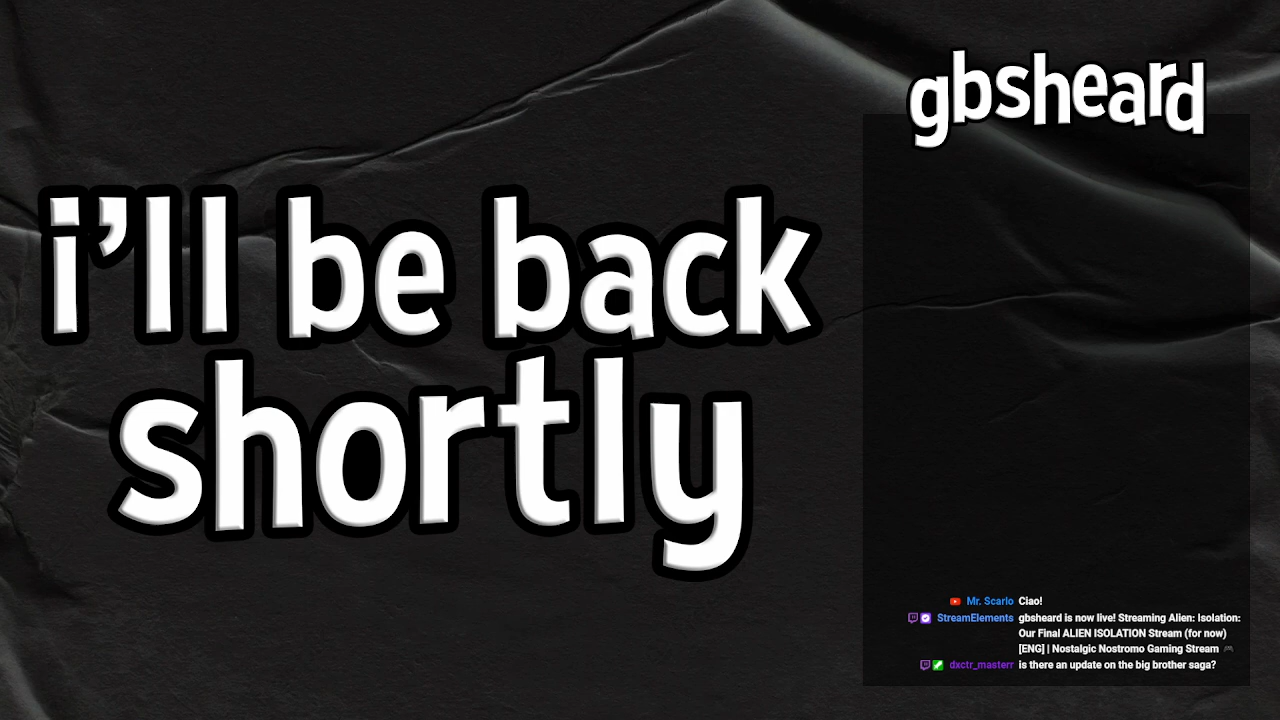 gbsheard
i'll be back
shortly
Mr. Scarlo Ciao!
StreamElements gbsheard is now live! Streaming Alien: Isolation:
Our Final ALIEN ISOLATION Stream (for now)
[ENG] | Nostalgic Nostromo Gaming Stream 🎮
dxctr_masterr is there an update on the big brother saga?